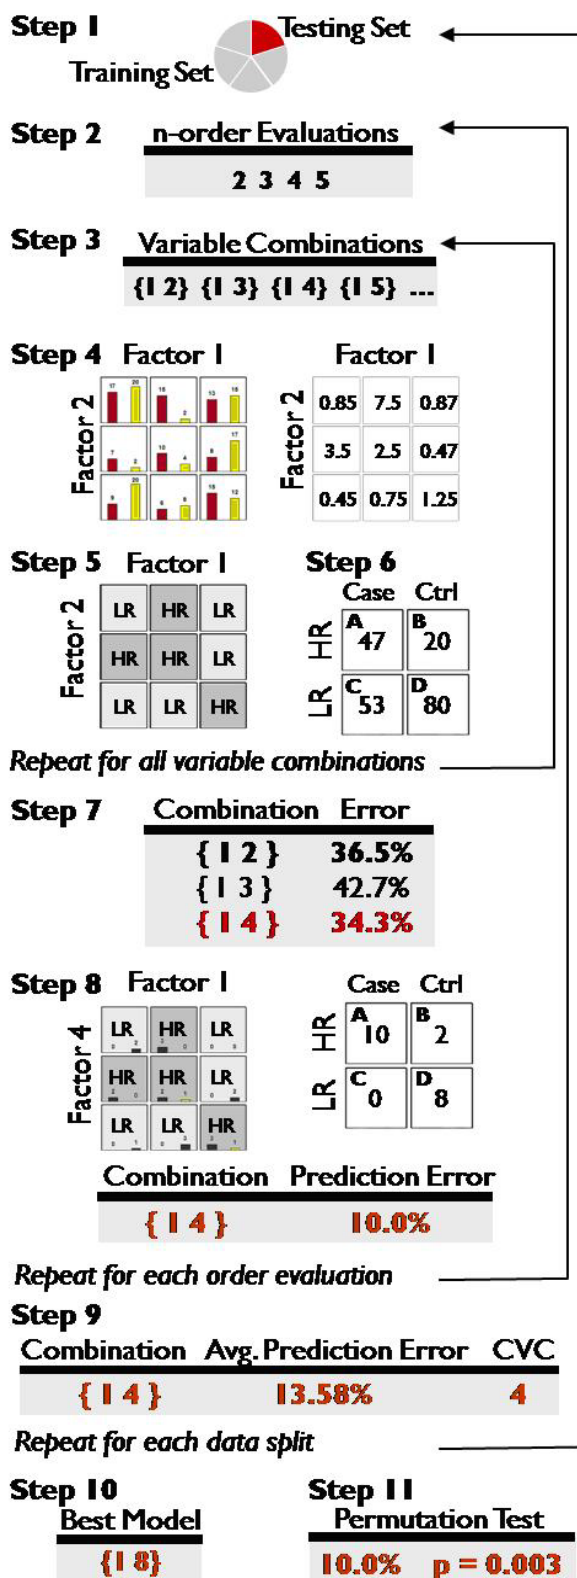 Step 1
Testing Set
Training Set
Step 2
n-order Evaluations
2 3 4 5
Step 3
Variable Combinations
{1 2} {1 3} {1 4} {1 5} ...
Step 4
Factor 1
Factor 1
Factor 2
Factor 2
0.85 7.5 0.87
3.5 2.5 0.47
0.45 0.75 1.25
Step 5
Factor 1
Factor 2
LR HR LR
HR HR LR
LR LR HR
Step 6
Case Ctrl
HR
A 47
B 20
LR
C 53
D 80
Repeat for all variable combinations
Step 7
Combination Error
{ 1 2 } 36.5%
{ 1 3 } 42.7%
{ 1 4 } 34.3%
Step 8
Factor 1
Factor 4
LR HR LR
HR HR LR
LR LR HR
Case Ctrl
HR
A 10
B 2
LR
C 0
D 8
Combination Prediction Error
{ 1 4 } 10.0%
Repeat for each order evaluation
Step 9
Combination Avg. Prediction Error CVC
{ 1 4 } 13.58% 4
Repeat for each data split
Step 10
Best Model
{1 8}
Step 11
Permutation Test
10.0% p = 0.003